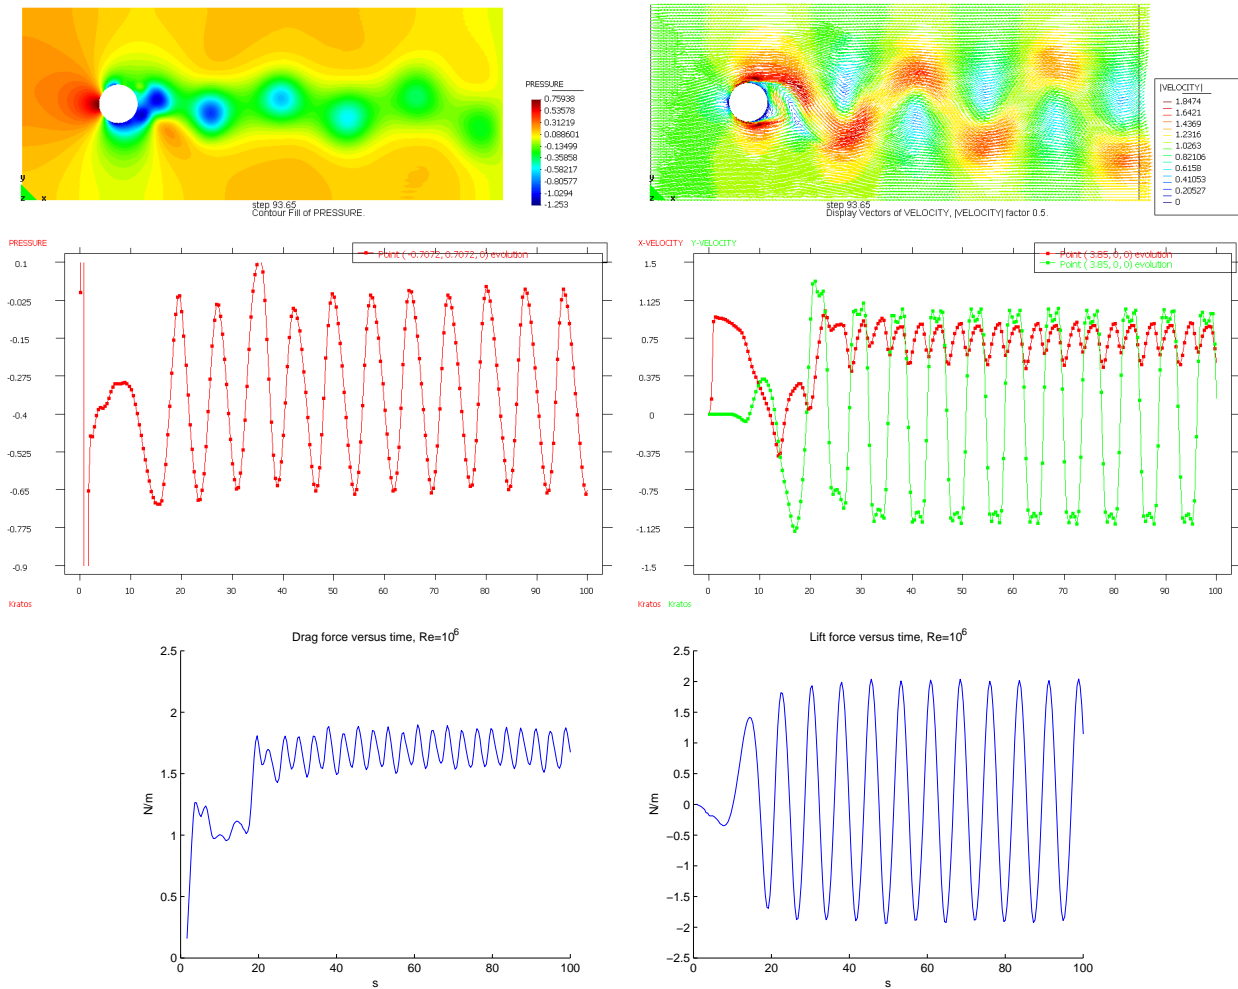 PRESSURE
0.75938
0.53578
0.31219
0.088601
-0.13499
-0.35858
-0.58217
-0.80577
-1.0294
-1.253
y
z x
step 93.65
Contour Fill of PRESSURE.
|VELOCITY|
1.8474
1.6421
1.4369
1.2316
1.0263
0.82106
0.6158
0.41053
0.20527
0
y
z x
step 93.65
Display Vectors of VELOCITY, |VELOCITY| factor 0.5.
PRESSURE
Point ( -0.7072, 0.7072, 0) evolution
0.1
-0.025
-0.15
-0.275
-0.4
-0.525
-0.65
-0.775
-0.9
0 10 20 30 40 50 60 70 80 90 100
Kratos
X-VELOCITY Y-VELOCITY
Point ( 3.85, 0, 0) evolution
Point ( 3.85, 0, 0) evolution
1.5
1.125
0.75
0.375
0
-0.375
-0.75
-1.125
-1.5
0 10 20 30 40 50 60 70 80 90 100
Kratos Kratos
Drag force versus time, Re=10^6
2.5
2
1.5
1
0.5
0
N/m
0 20 40 60 80 100
s
Lift force versus time, Re=10^6
2.5
2
1.5
1
0.5
0
−0.5
−1
−1.5
−2
−2.5
N/m
0 20 40 60 80 100
s